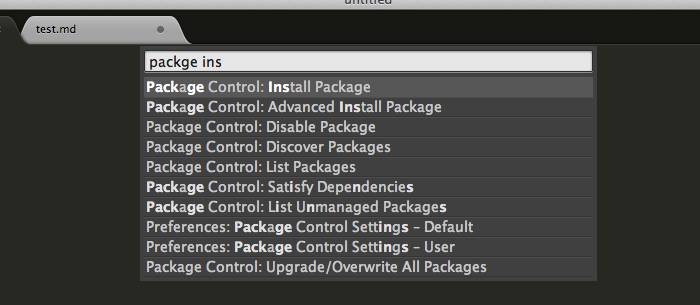 untitled
test.md
packge ins
Package Control: Install Package
Package Control: Advanced Install Package
Package Control: Disable Package
Package Control: Discover Packages
Package Control: List Packages
Package Control: Satisfy Dependencies
Package Control: List Unmanaged Packages
Preferences: Package Control Settings – Default
Preferences: Package Control Settings – User
Package Control: Upgrade/Overwrite All Packages